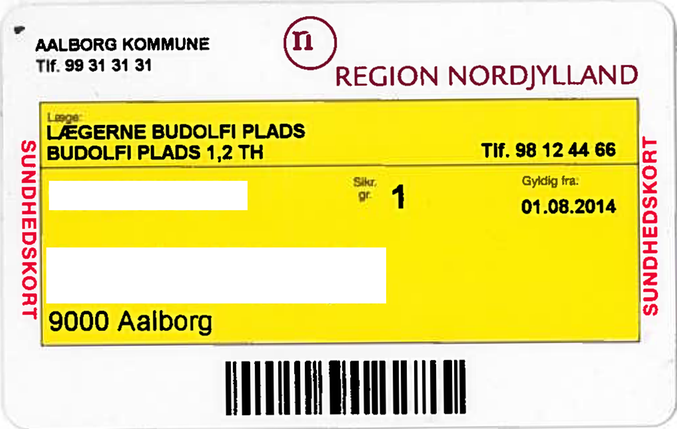 AALBORG KOMMUNE
Tlf. 99 31 31 31
n
REGION NORDJYLLAND
Læge:
LÆGERNE BUDOLFI PLADS
BUDOLFI PLADS 1,2 TH
Tlf. 98 12 44 66
SUNDHEDSKORT
Sikr. gr. 1
Gyldig fra:
01.08.2014
9000 Aalborg
SUNDHEDSKORT